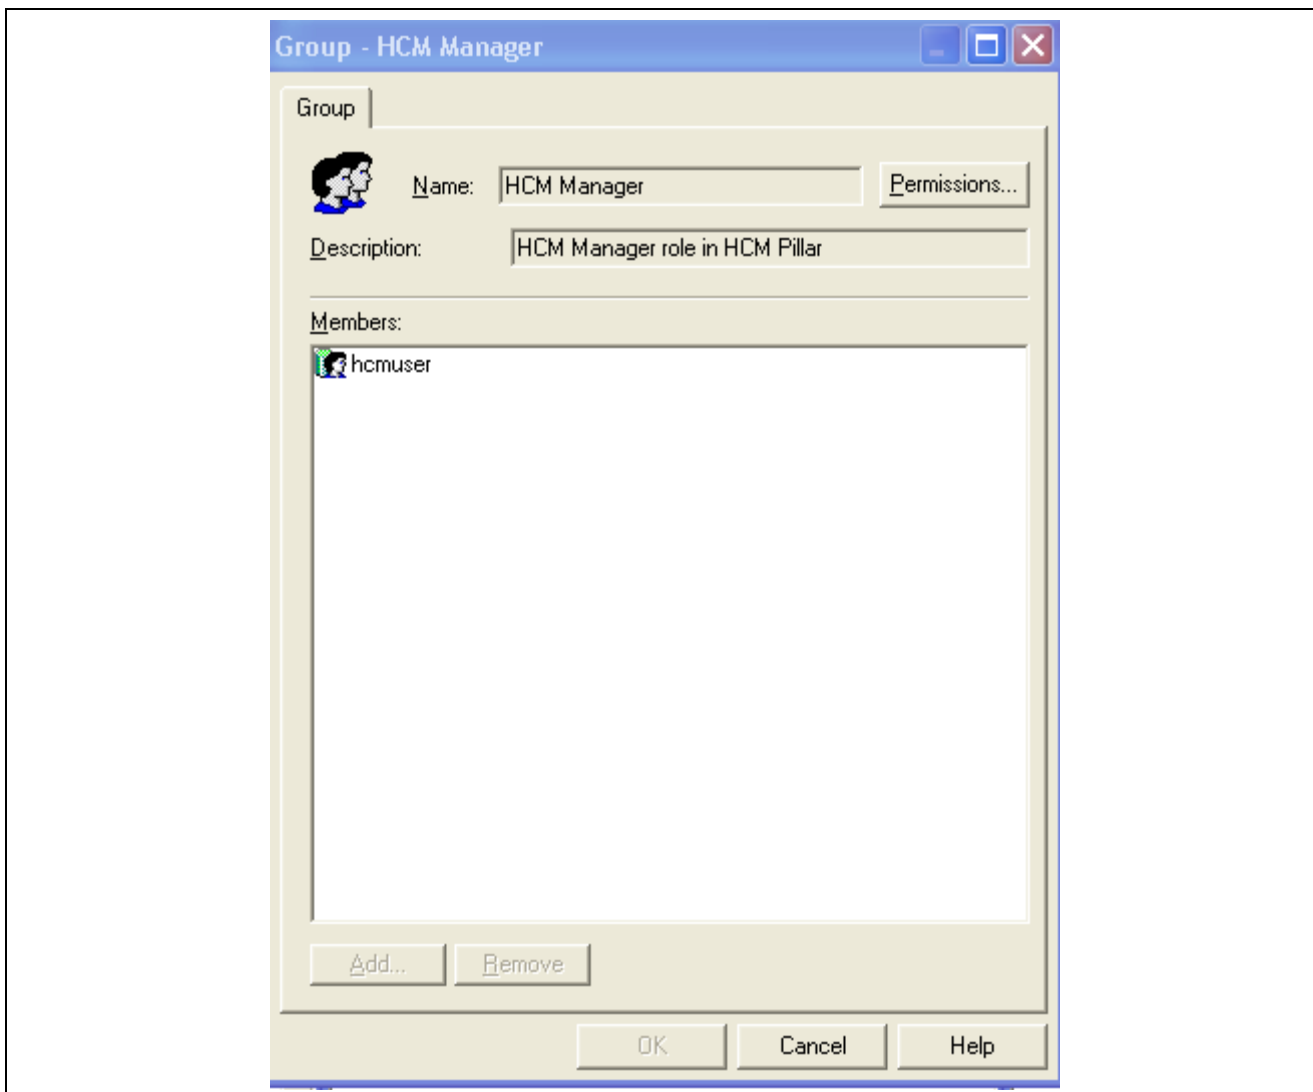 Group - HCM Manager
Group
Name: HCM Manager Permissions...
Description: HCM Manager role in HCM Pillar
Members:
hcmuser
Add... Remove
OK Cancel Help